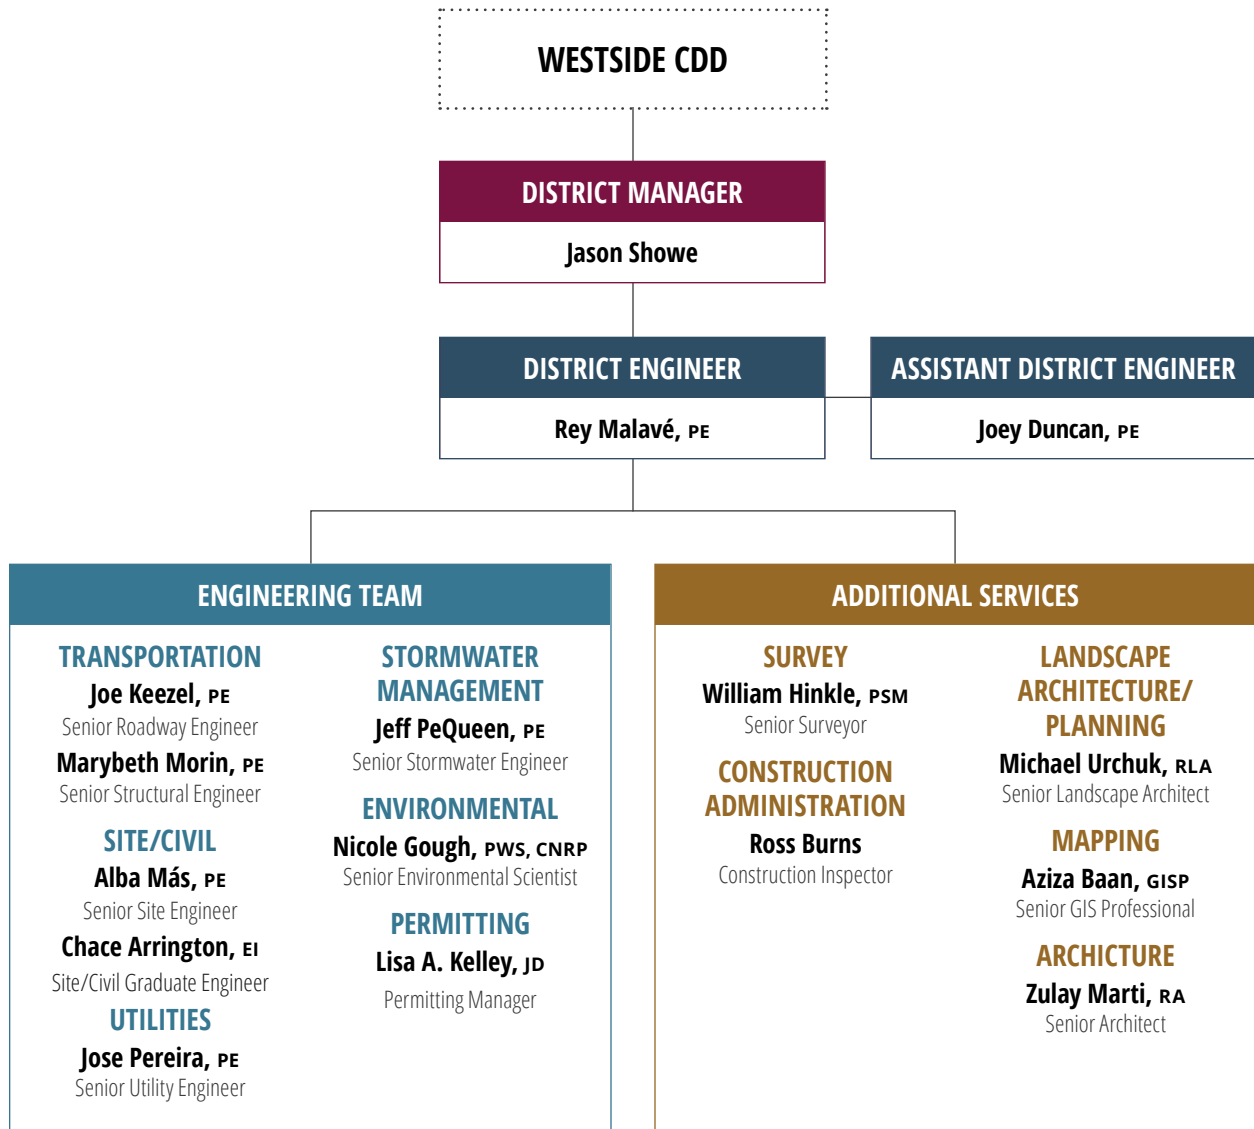 WESTSIDE CDD
DISTRICT MANAGER
Jason Showe
DISTRICT ENGINEER
Rey Malavé, PE
ASSISTANT DISTRICT ENGINEER
Joey Duncan, PE
ENGINEERING TEAM
TRANSPORTATION
Joe Keezel, PE
Senior Roadway Engineer
Marybeth Morin, PE
Senior Structural Engineer
SITE/CIVIL
Alba Más, PE
Senior Site Engineer
Chace Arrington, EI
Site/Civil Graduate Engineer
UTILITIES
Jose Pereira, PE
Senior Utility Engineer
STORMWATER
MANAGEMENT
Jeff PeQueen, PE
Senior Stormwater Engineer
ENVIRONMENTAL
Nicole Gough, PWS, CNRP
Senior Environmental Scientist
PERMITTING
Lisa A. Kelley, JD
Permitting Manager
ADDITIONAL SERVICES
SURVEY
William Hinkle, PSM
Senior Surveyor
CONSTRUCTION
ADMINISTRATION
Ross Burns
Construction Inspector
LANDSCAPE
ARCHITECTURE/
PLANNING
Michael Urchuk, RLA
Senior Landscape Architect
MAPPING
Aziza Baan, GISP
Senior GIS Professional
ARCHICTURE
Zulay Marti, RA
Senior Architect